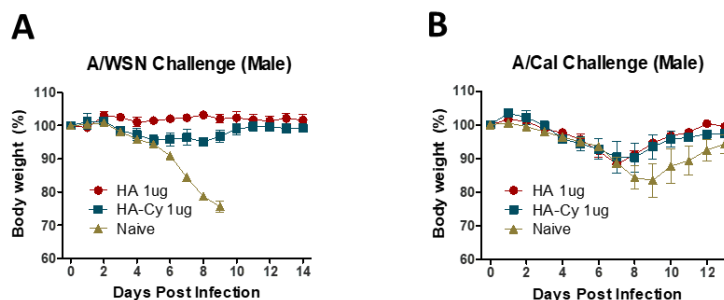 A
A/WSN Challenge (Male)
Body weight (%)
110
100
90
80
70
60
HA 1ug
HA-Cy 1ug
Naive
0 2 4 6 8 10 12 14
Days Post Infection
B
A/Cal Challenge (Male)
Body weight (%)
110
100
90
80
70
60
HA 1ug
HA-Cy 1ug
Naive
0 2 4 6 8 10 12
Days Post Infection